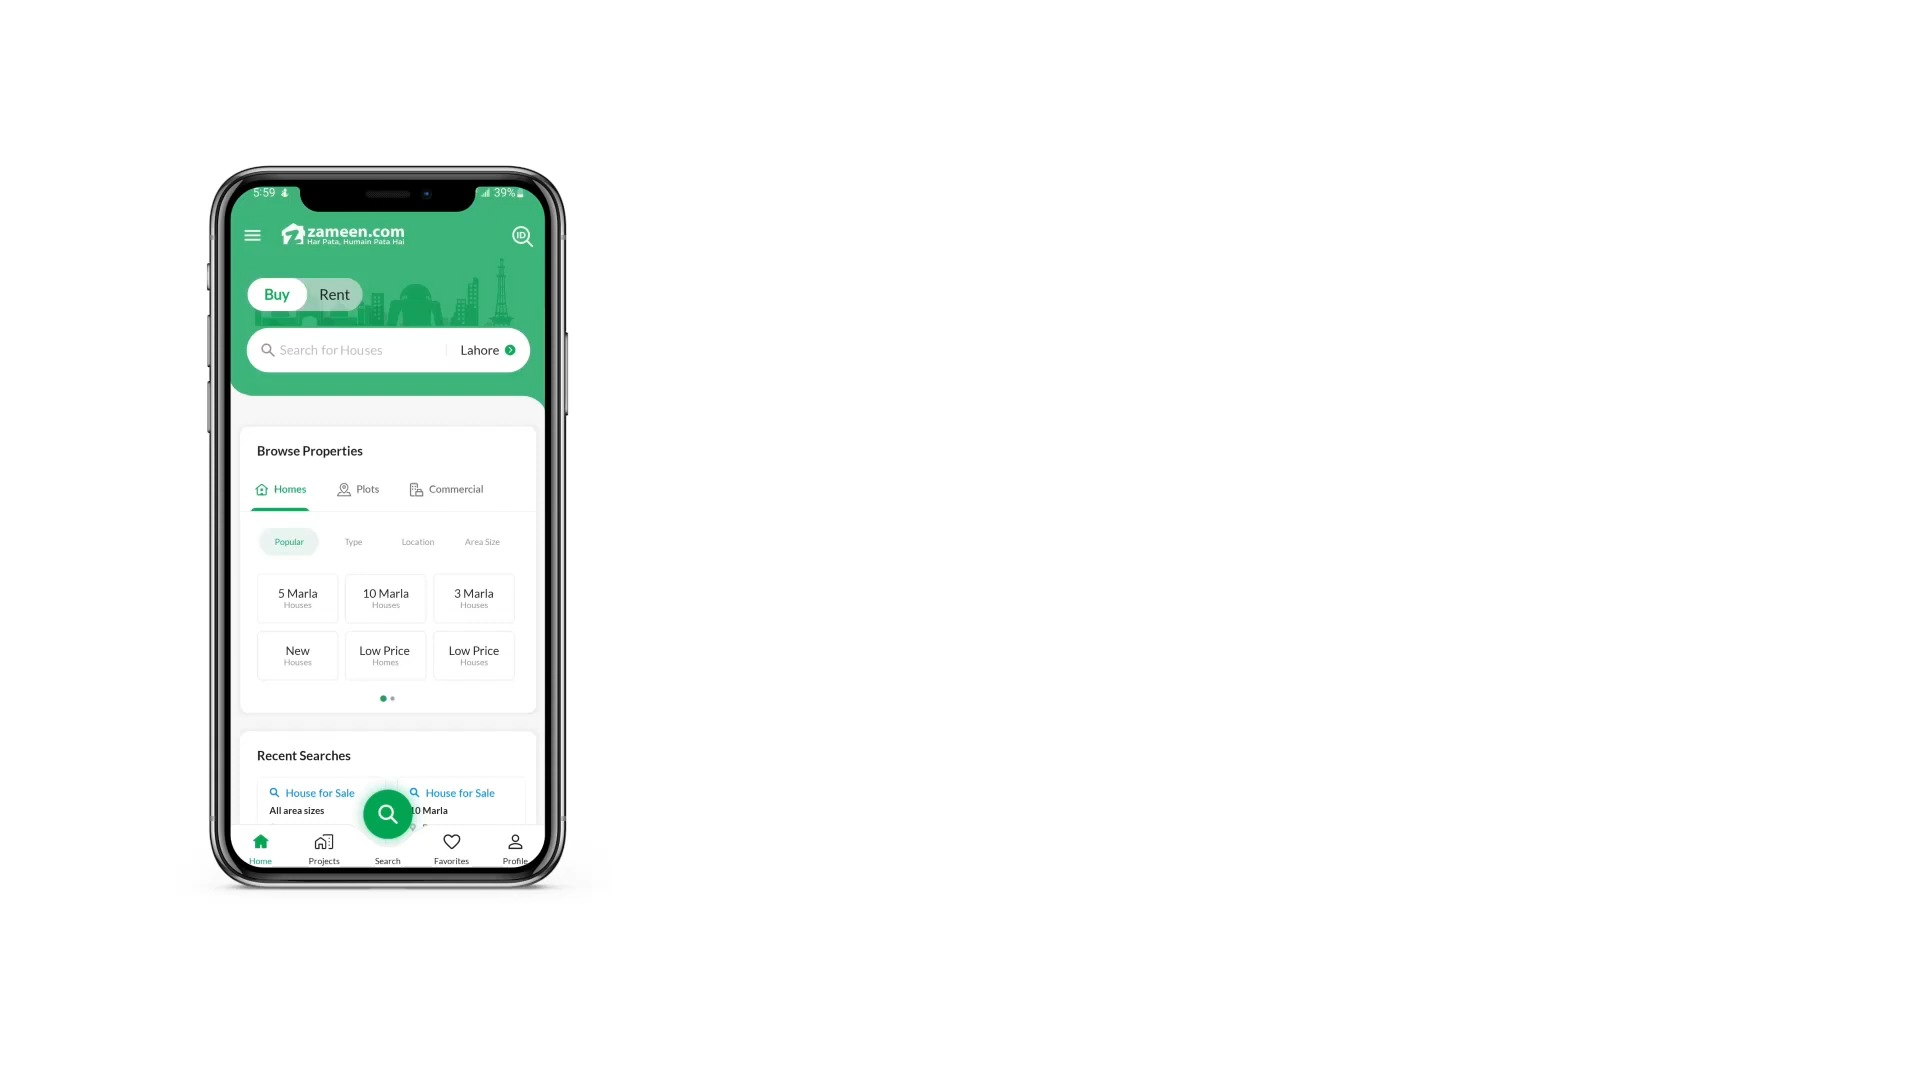 5:59
39%
zameen.com
Har Pata, Humain Pata Hai
ID
Buy Rent
Search for Houses Lahore
Browse Properties
Homes Plots Commercial
Popular Type Location Area Size
5 Marla 10 Marla 3 Marla
Houses Houses Houses
New Low Price Low Price
Houses Homes Houses
Recent Searches
House for Sale House for Sale
All area sizes 10 Marla
Home Projects Search Favorites Profile